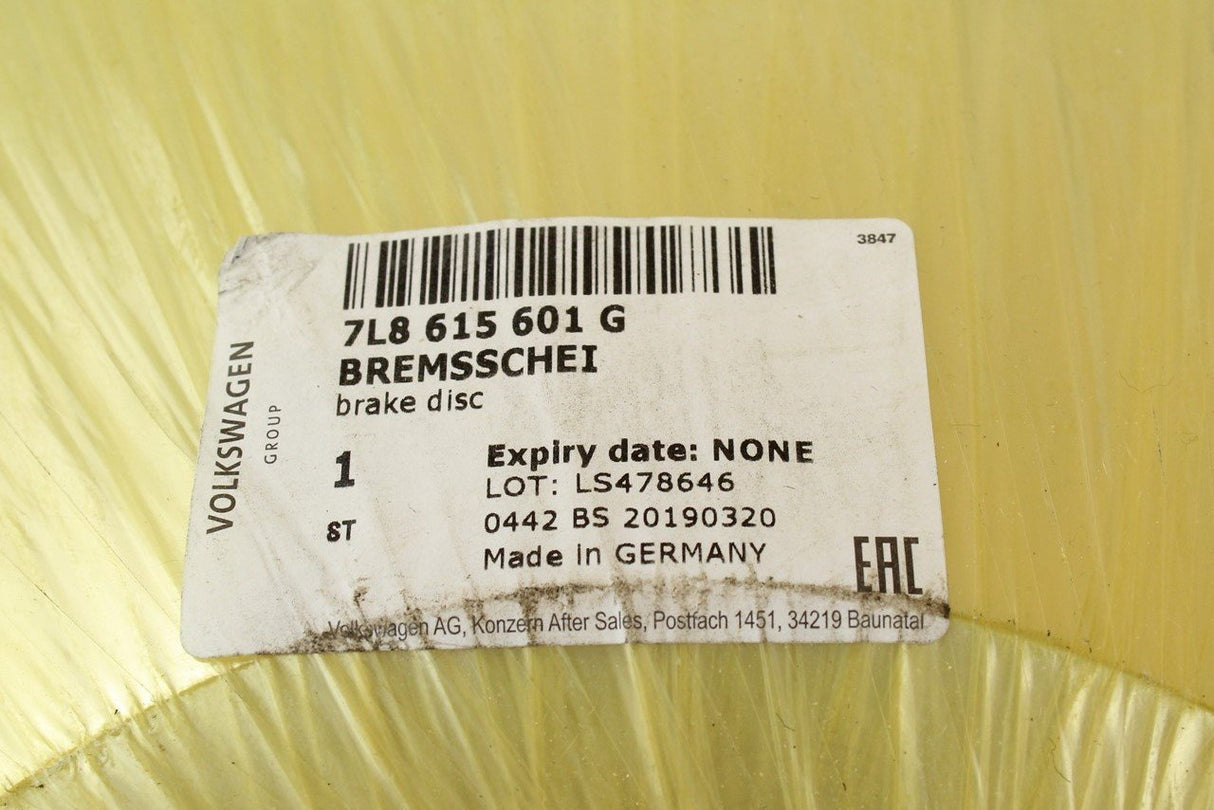 3847
7L8 615 601 G
BREMSSCHEI
brake disc
VOLKSWAGEN
GROUP
1
ST
Expiry date: NONE
LOT: LS478646
0442 BS 20190320
Made in GERMANY
EAC
Volkswagen AG, Konzern After Sales, Postfach 1451, 34219 Baunatal